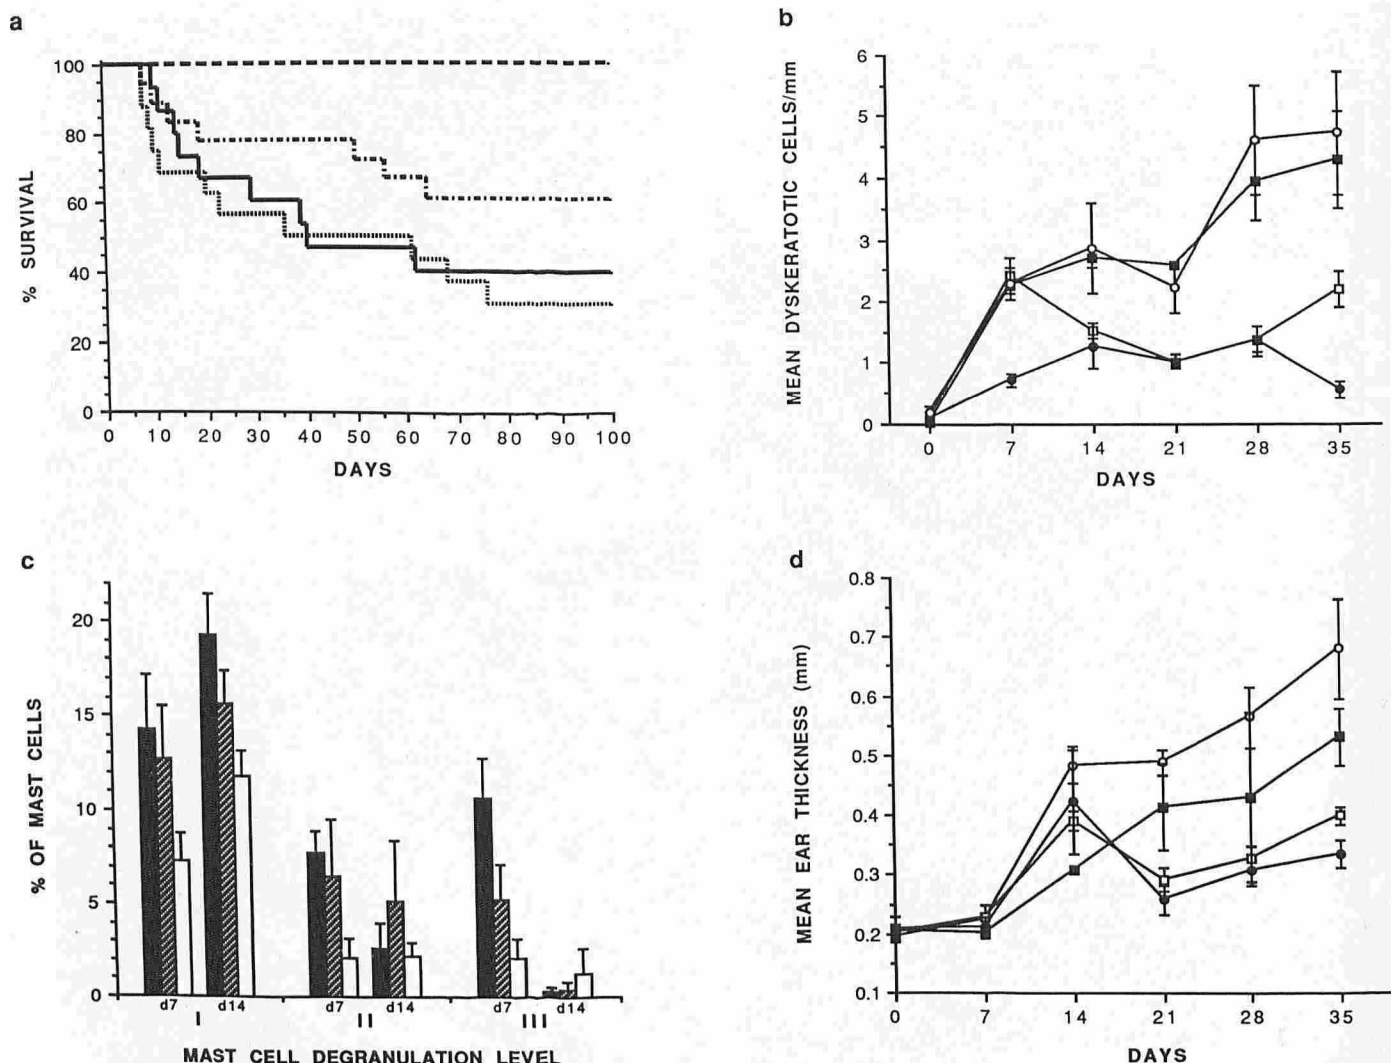 a
% SURVIVAL
100
80
60
40
20
0
0 10 20 30 40 50 60 70 80 90 100
DAYS
b
MEAN DYSKERATOTIC CELLS/mm
6
5
4
3
2
1
0
0 7 14 21 28 35
DAYS
c
% OF MAST CELLS
20
15
10
5
0
d7 d14 d7 d14 d7 d14
I II III
MAST CELL DEGRANULATION LEVEL
d
MEAN EAR THICKNESS (mm)
0.8
0.7
0.6
0.5
0.4
0.3
0.2
0.1
0 7 14 21 28 35
DAYS